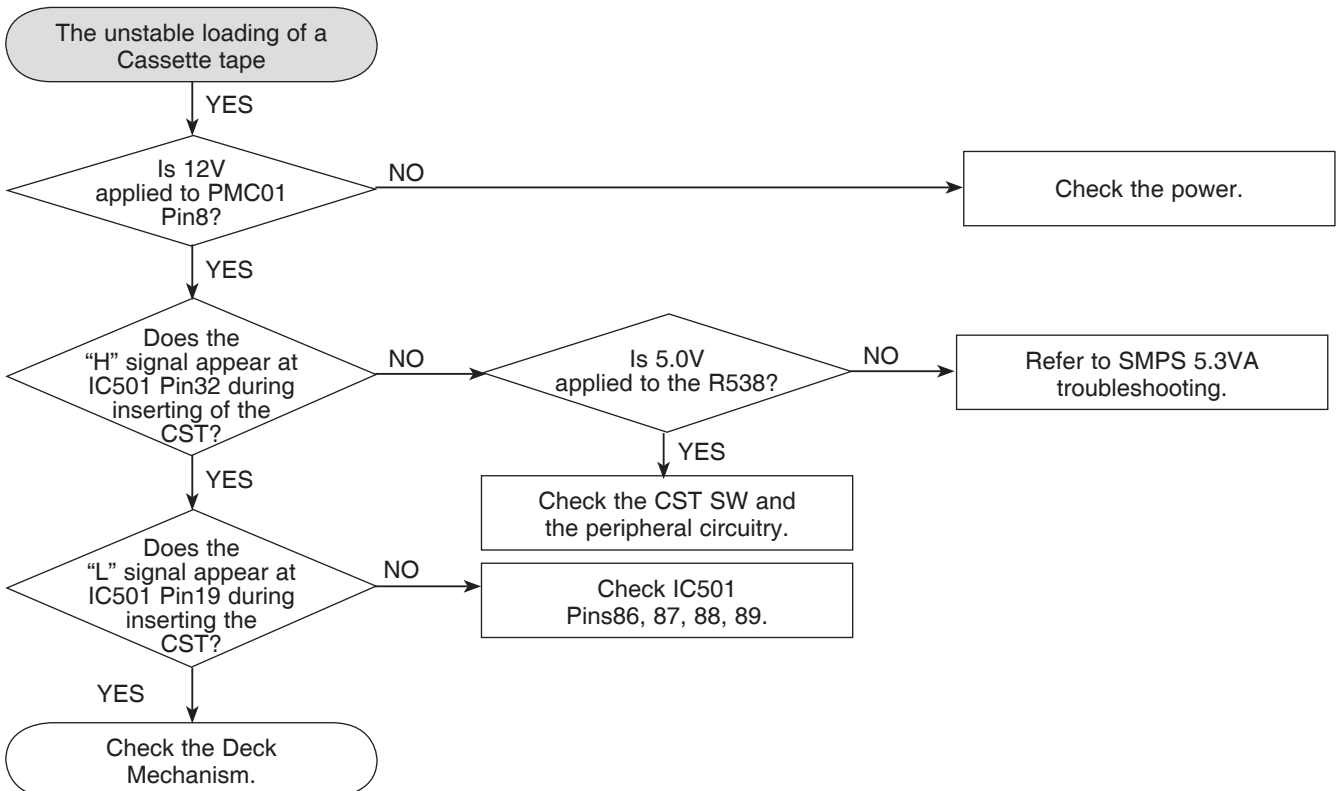 The unstable loading of a
Cassette tape
YES
Is 12V
applied to PMC01
Pin8?
NO
Check the power.
YES
Does the
“H” signal appear at
IC501 Pin32 during
inserting of the
CST?
NO
Is 5.0V
applied to the R538?
NO
Refer to SMPS 5.3VA
troubleshooting.
YES
Check the CST SW and
the peripheral circuitry.
YES
Does the
“L” signal appear at
IC501 Pin19 during
inserting the
CST?
NO
Check IC501
Pins86, 87, 88, 89.
YES
Check the Deck
Mechanism.